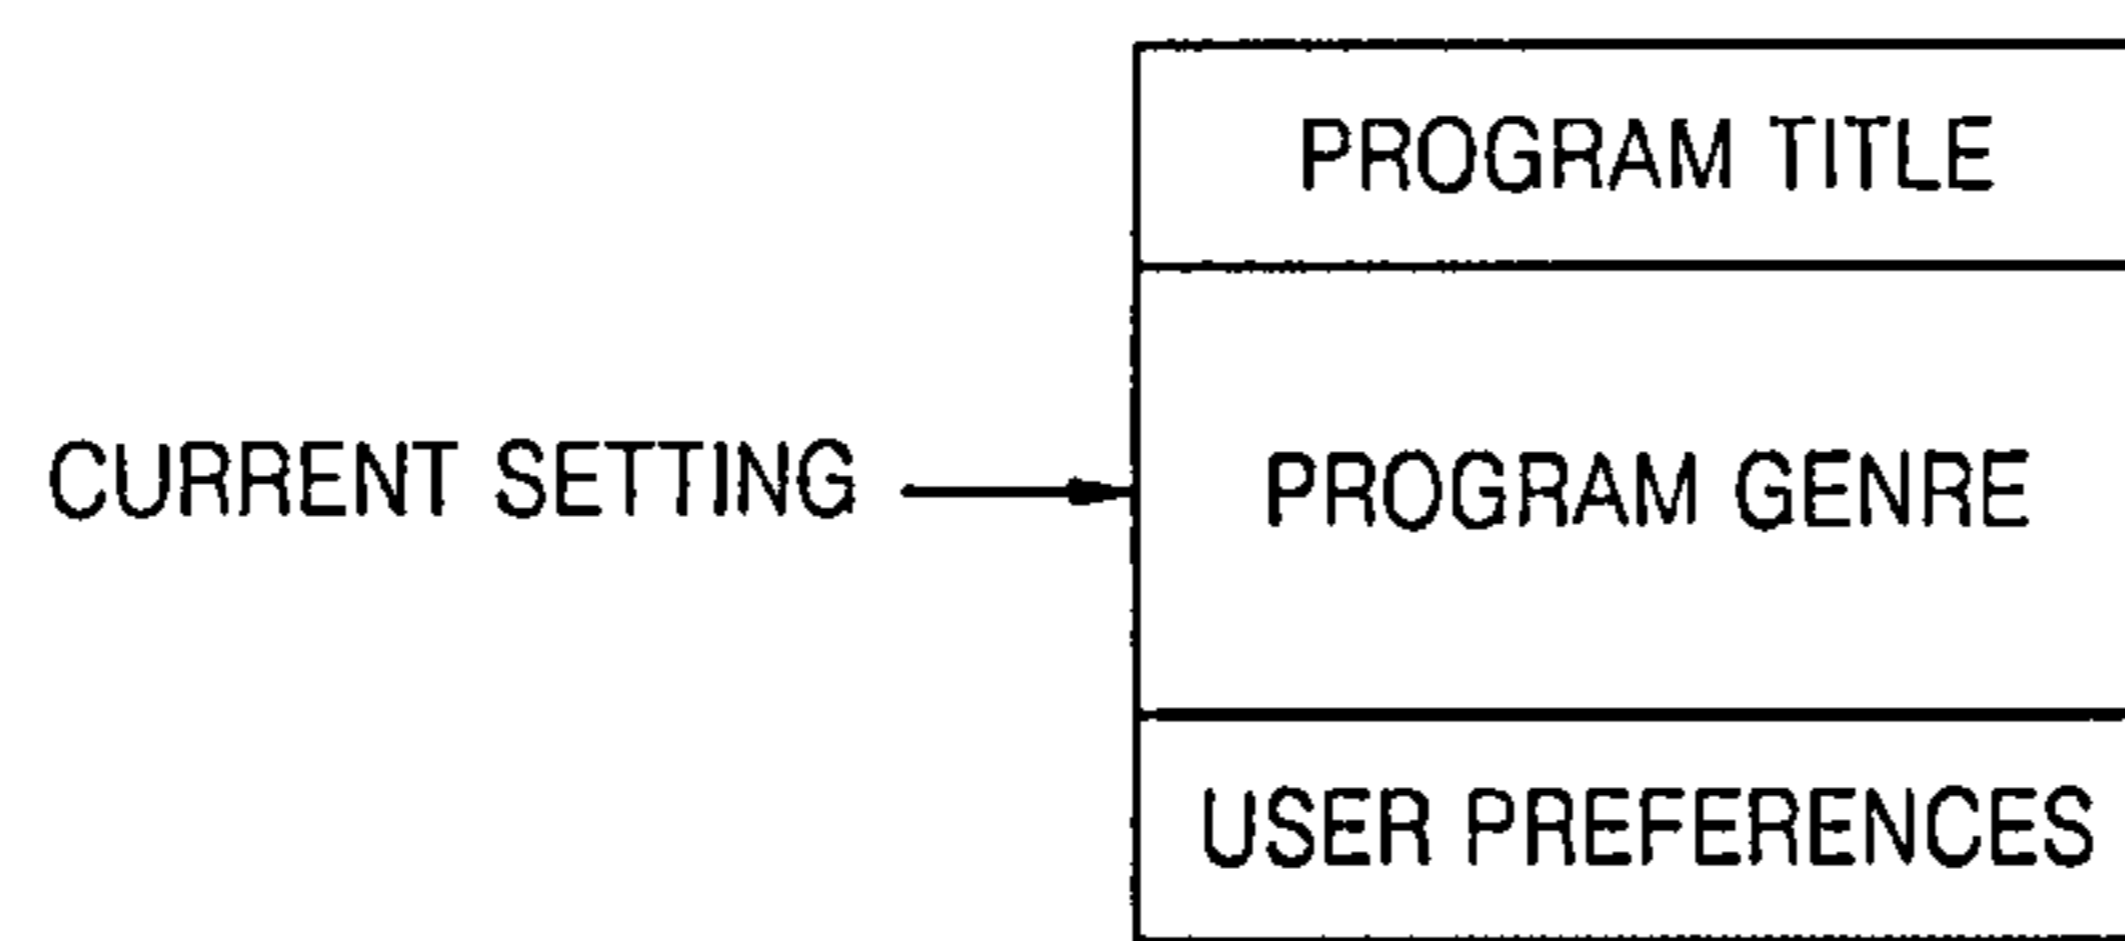 PROGRAM TITLE
CURRENT SETTING
PROGRAM GENRE
USER PREFERENCES